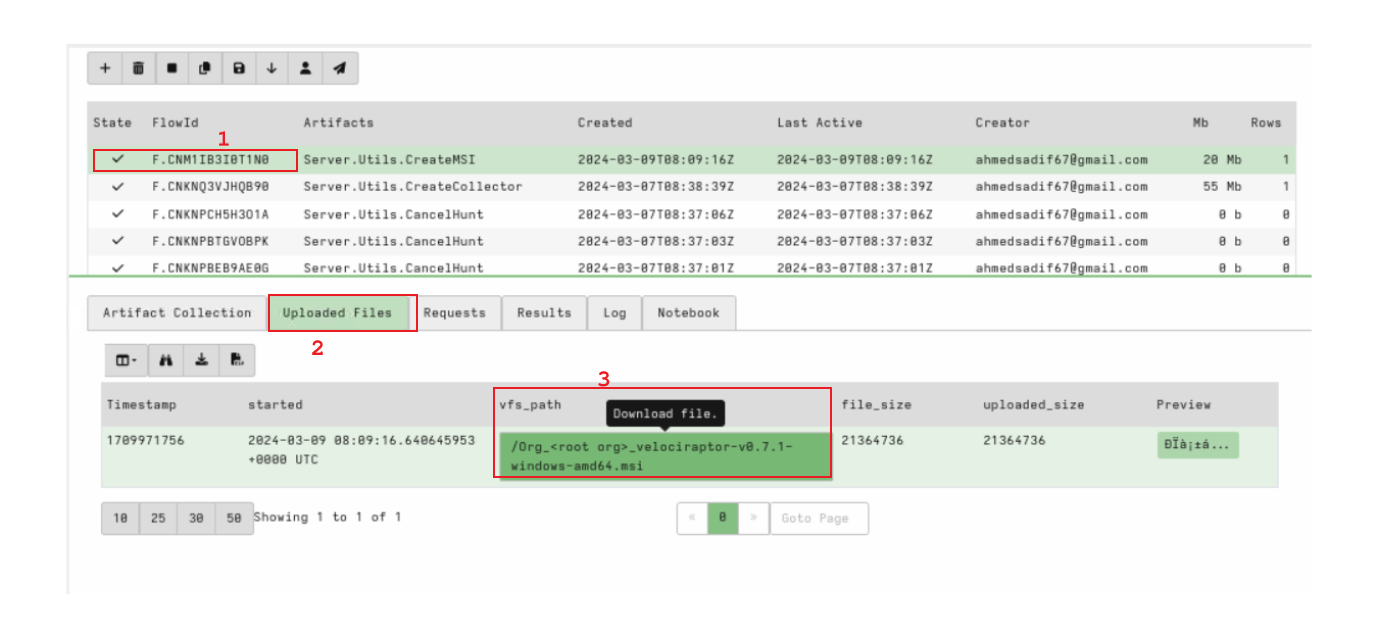 State FlowId Artifacts Created Last Active Creator Mb Rows
1
F.CNM1IB3I0T1N0 Server.Utils.CreateMSI 2024-03-09T08:09:16Z 2024-03-09T08:09:16Z ahmedsadif67@gmail.com 20 Mb 1
F.CNKNQ3VJHQB90 Server.Utils.CreateCollector 2024-03-07T08:38:39Z 2024-03-07T08:38:39Z ahmedsadif67@gmail.com 55 Mb 1
F.CNKNPCH5H3O1A Server.Utils.CancelHunt 2024-03-07T08:37:06Z 2024-03-07T08:37:06Z ahmedsadif67@gmail.com 0 b 0
F.CNKNPBTGVOBPK Server.Utils.CancelHunt 2024-03-07T08:37:03Z 2024-03-07T08:37:03Z ahmedsadif67@gmail.com 0 b 0
F.CNKNPBEB9AE0G Server.Utils.CancelHunt 2024-03-07T08:37:01Z 2024-03-07T08:37:01Z ahmedsadif67@gmail.com 0 b 0
Artifact Collection Uploaded Files Requests Results Log Notebook
2
3
Timestamp started vfs_path file_size uploaded_size Preview
Download file.
1709971756 2024-03-09 08:09:16.640645953 /Org_<root org>_velociraptor-v0.7.1- 21364736 21364736 ÐÏà¡±á...
+0000 UTC windows-amd64.msi
10 25 30 50 Showing 1 to 1 of 1 « 0 » Goto Page